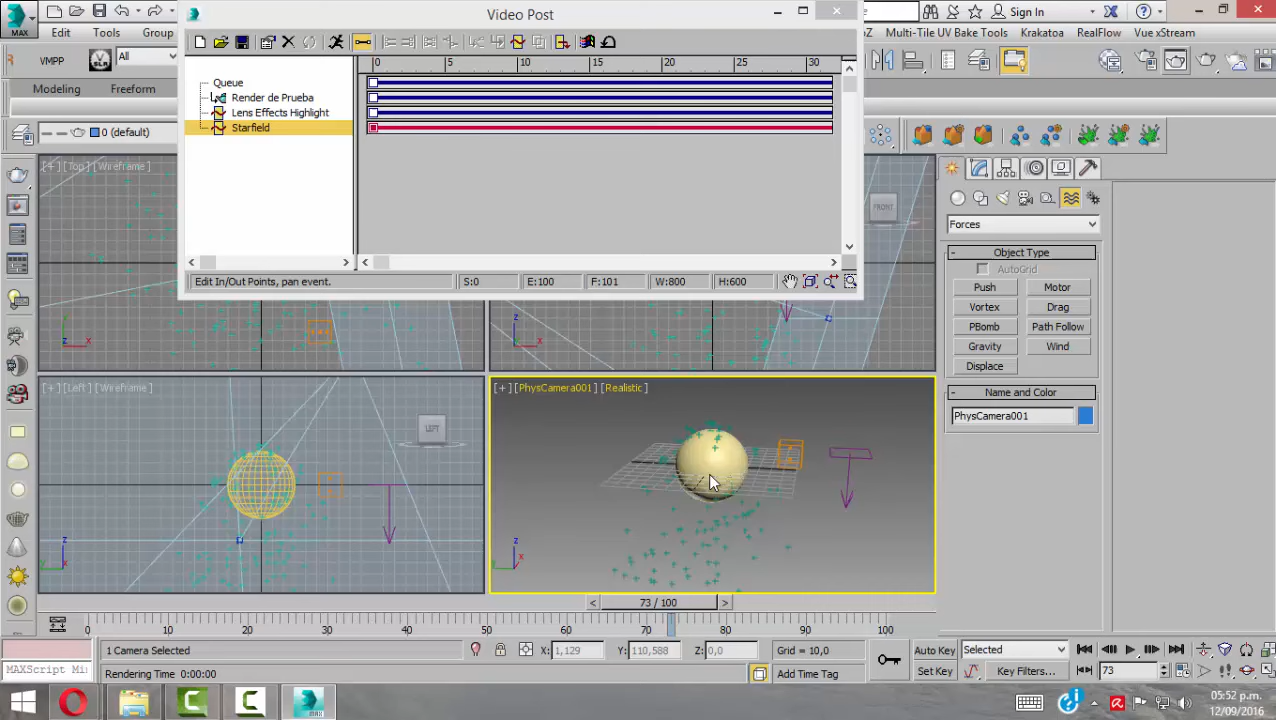 Video Post
Sign In
MAX
Edit
Tools
Group
Z
Multi-Tile UV Bake Tools
Krakatoa
RealFlow
Vue xStream
VMPP
All
Modeling
Freeform
0 (default)
0
5
10
15
20
25
30
Queue
Render de Prueba
Lens Effects Highlight
Starfield
Edit In/Out Points, pan event.
S:0
E:100
F:101
W:800
H:600
[+] [Top] [Wireframe]
FRONT
z
x
z
x
[+] [Left] [Wireframe]
LEFT
z
y
[+] [PhysCamera001] [Realistic]
z
x
Forces
Object Type
AutoGrid
Push
Motor
Vortex
Drag
PBomb
Path Follow
Gravity
Wind
Displace
Name and Color
PhysCamera001
< 73 / 100 >
0
10
20
30
40
50
60
70
80
90
100
1 Camera Selected
X: 1,129
Y: 110,588
Z: 0,0
Grid = 10,0
Auto Key
Selected
MAXScript Mi
Rendering Time 0:00:00
Add Time Tag
Set Key
Key Filters...
73
05:52 p.m.
12/09/2016